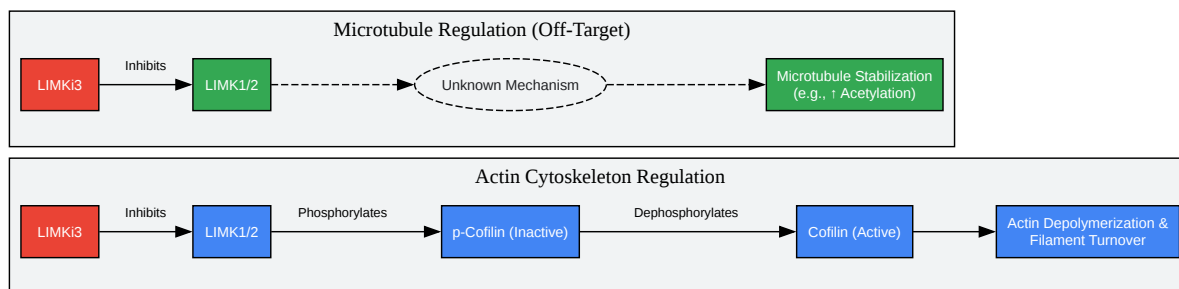 Microtubule Regulation (Off-Target)
Inhibits
LIMKi3
LIMK1/2
Unknown Mechanism
Microtubule Stabilization
(e.g., ↑ Acetylation)
Actin Cytoskeleton Regulation
Inhibits
Phosphorylates
Dephosphorylates
LIMKi3
LIMK1/2
p-Cofilin (Inactive)
Cofilin (Active)
Actin Depolymerization &
Filament Turnover